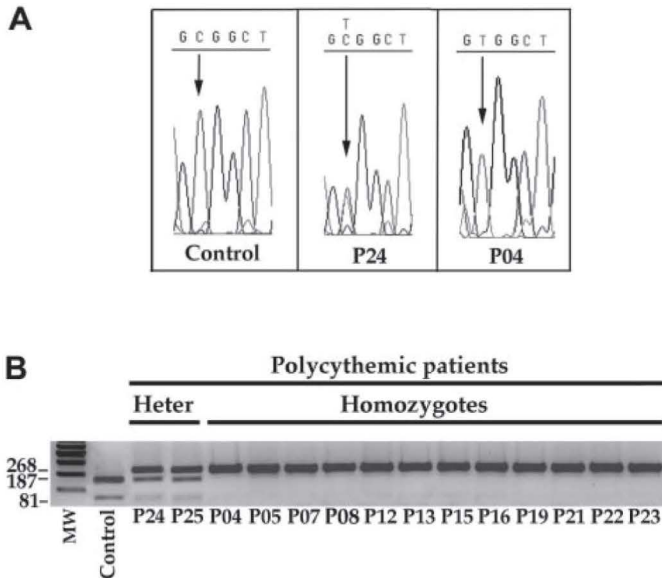 A
G C G G C T
T
G C G G C T
G T G G C T
Control
P24
P04
B
Polycythemic patients
Heter
Homozygotes
268
187
81
MW
Control
P24 P25 P04 P05 P07 P08 P12 P13 P15 P16 P19 P21 P22 P23